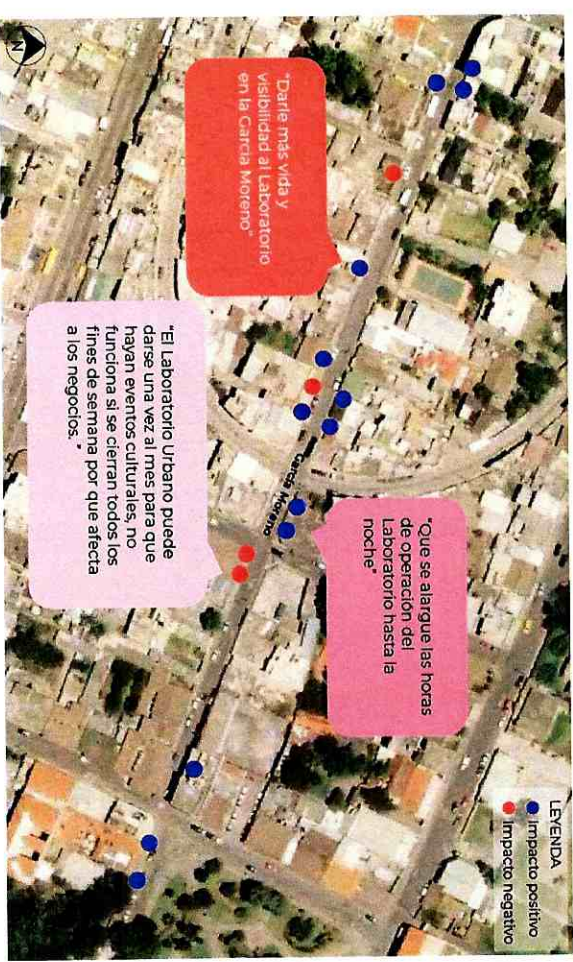 LEYENDA
Impacto positivo
Impacto negativo
"Darle más vida y
visibilidad al Laboratorio
en la García Moreno"
"Que se alargue las horas
de operación del
Laboratorio hasta la
noche"
García Moreno
"El Laboratorio Urbano puede
darse una vez al mes para que
hayan eventos culturales, no
funciona si se cierran todos los
fines de semana por que afecta
a los negocios. "
N